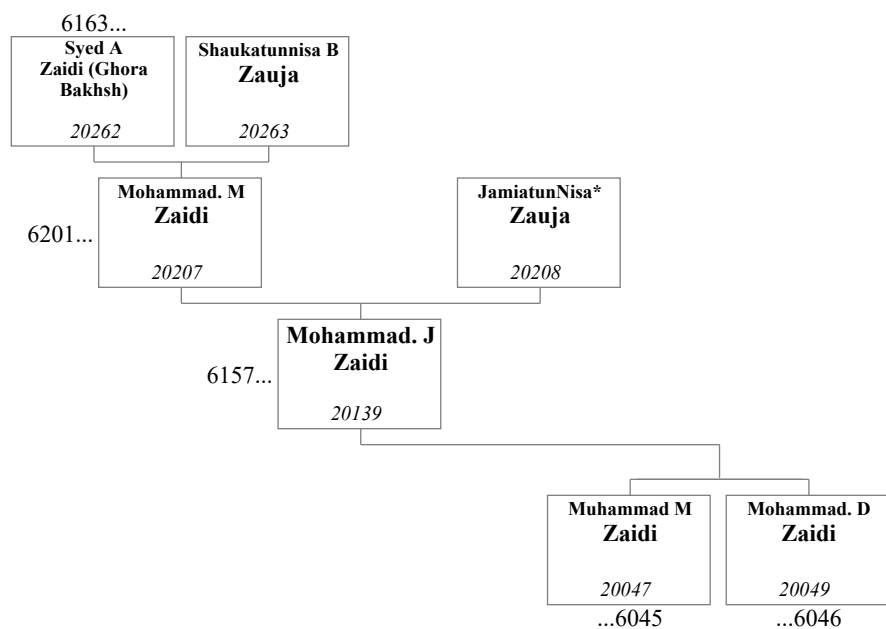 6163...
Syed A
Zaidi (Ghora
Bakhsh)
20262
Shaukatunnisa B
Zauja
20263
6201...
Mohammad. M
Zaidi
20207
JamiatunNisa*
Zauja
20208
6157...
Mohammad. J
Zaidi
20139
Muhammad M
Zaidi
20047
...6045
Mohammad. D
Zaidi
20049
...6046